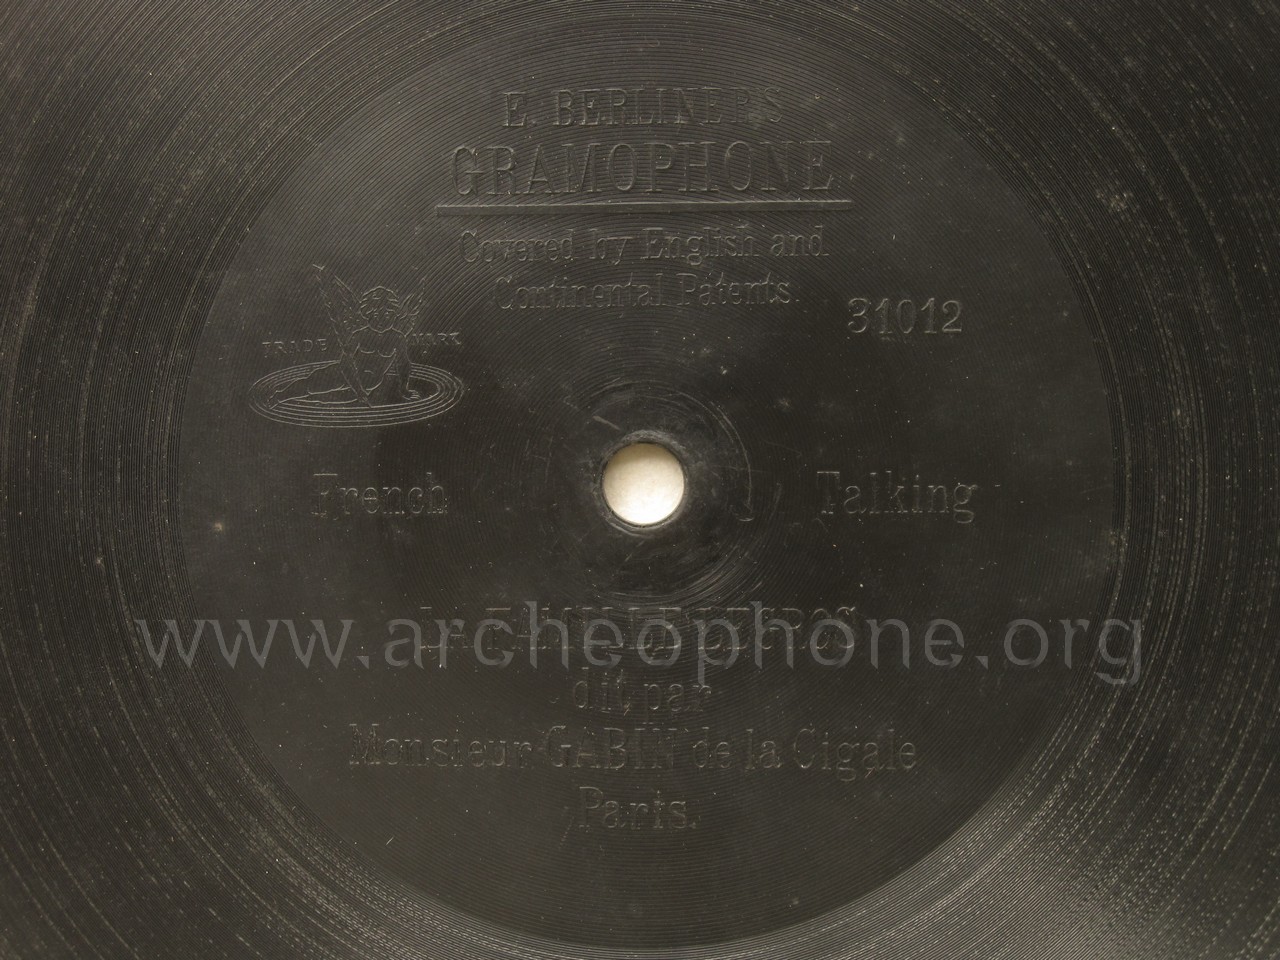 E. BERLINER'S
GRAMOPHONE
Covered by English and
Continental Patents.
31012
TRADE MARK
French
Talking
LA
www.archeophone.org
dit par
Monsieur GABIN de la Cigale
Paris.